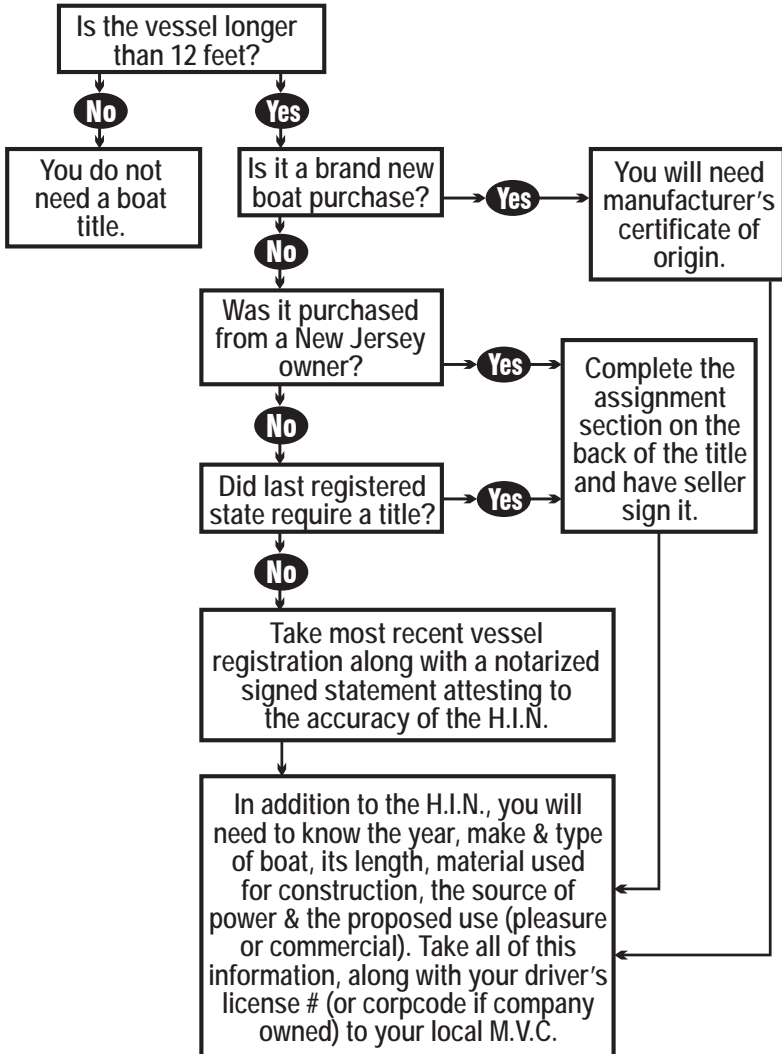 Is the vessel longer
than 12 feet?
No
Yes
You do not
need a boat
title.
Is it a brand new
boat purchase?
Yes
You will need
manufacturer’s
certificate of
origin.
No
Was it purchased
from a New Jersey
owner?
Yes
Complete the
assignment
section on the
back of the title
and have seller
sign it.
No
Did last registered
state require a title?
Yes
No
Take most recent vessel
registration along with a notarized
signed statement attesting to
the accuracy of the H.I.N.
In addition to the H.I.N., you will
need to know the year, make & type
of boat, its length, material used
for construction, the source of
power & the proposed use (pleasure
or commercial). Take all of this
information, along with your driver’s
license # (or corpcode if company
owned) to your local M.V.C.